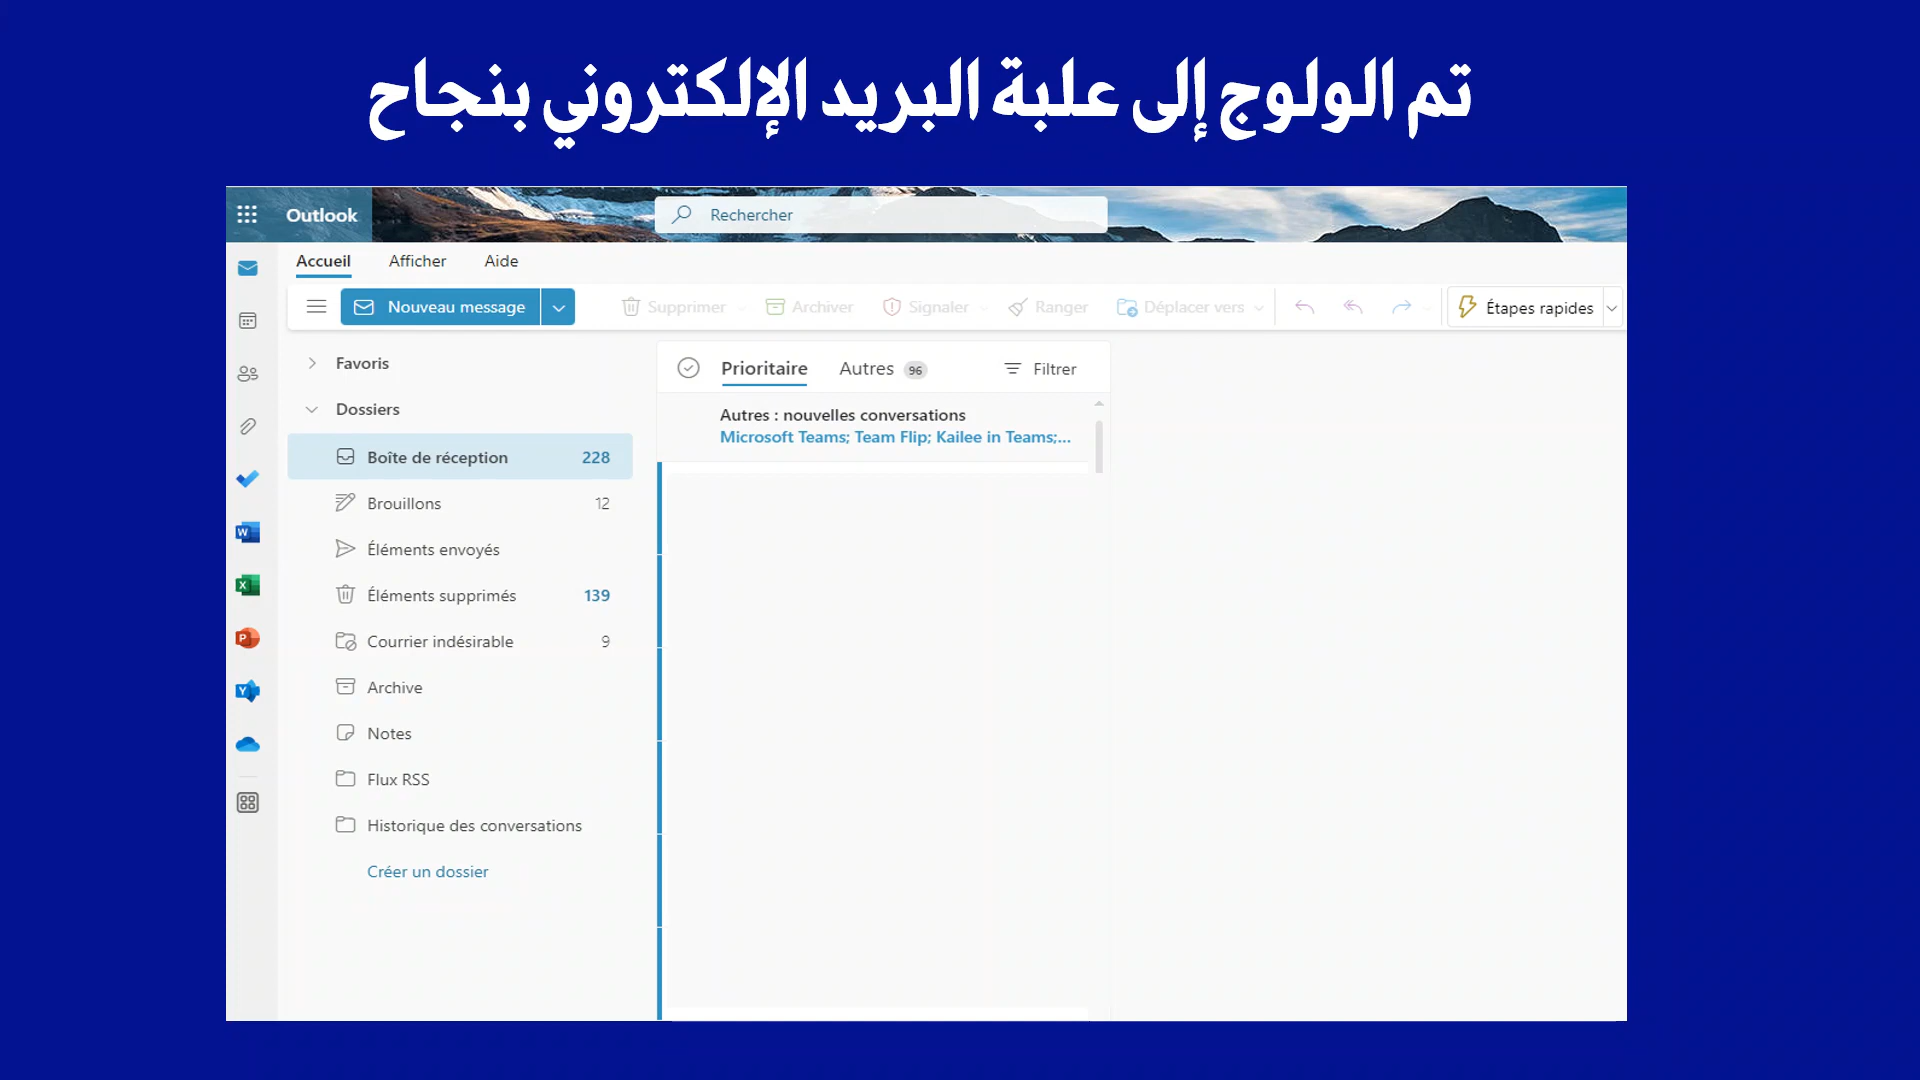 تم الولوج إلى علبة البريد الإلكتروني بنجاح
Outlook
Rechercher
Accueil Afficher Aide
Nouveau message Supprimer Archiver Signaler Ranger Déplacer vers Étapes rapides
Favoris
Dossiers
Boîte de réception 228
Brouillons 12
Éléments envoyés
Éléments supprimés 139
Courrier indésirable 9
Archive
Notes
Flux RSS
Historique des conversations
Créer un dossier
Prioritaire Autres 96 Filtrer
Autres : nouvelles conversations
Microsoft Teams; Team Flip; Kailee in Teams;...